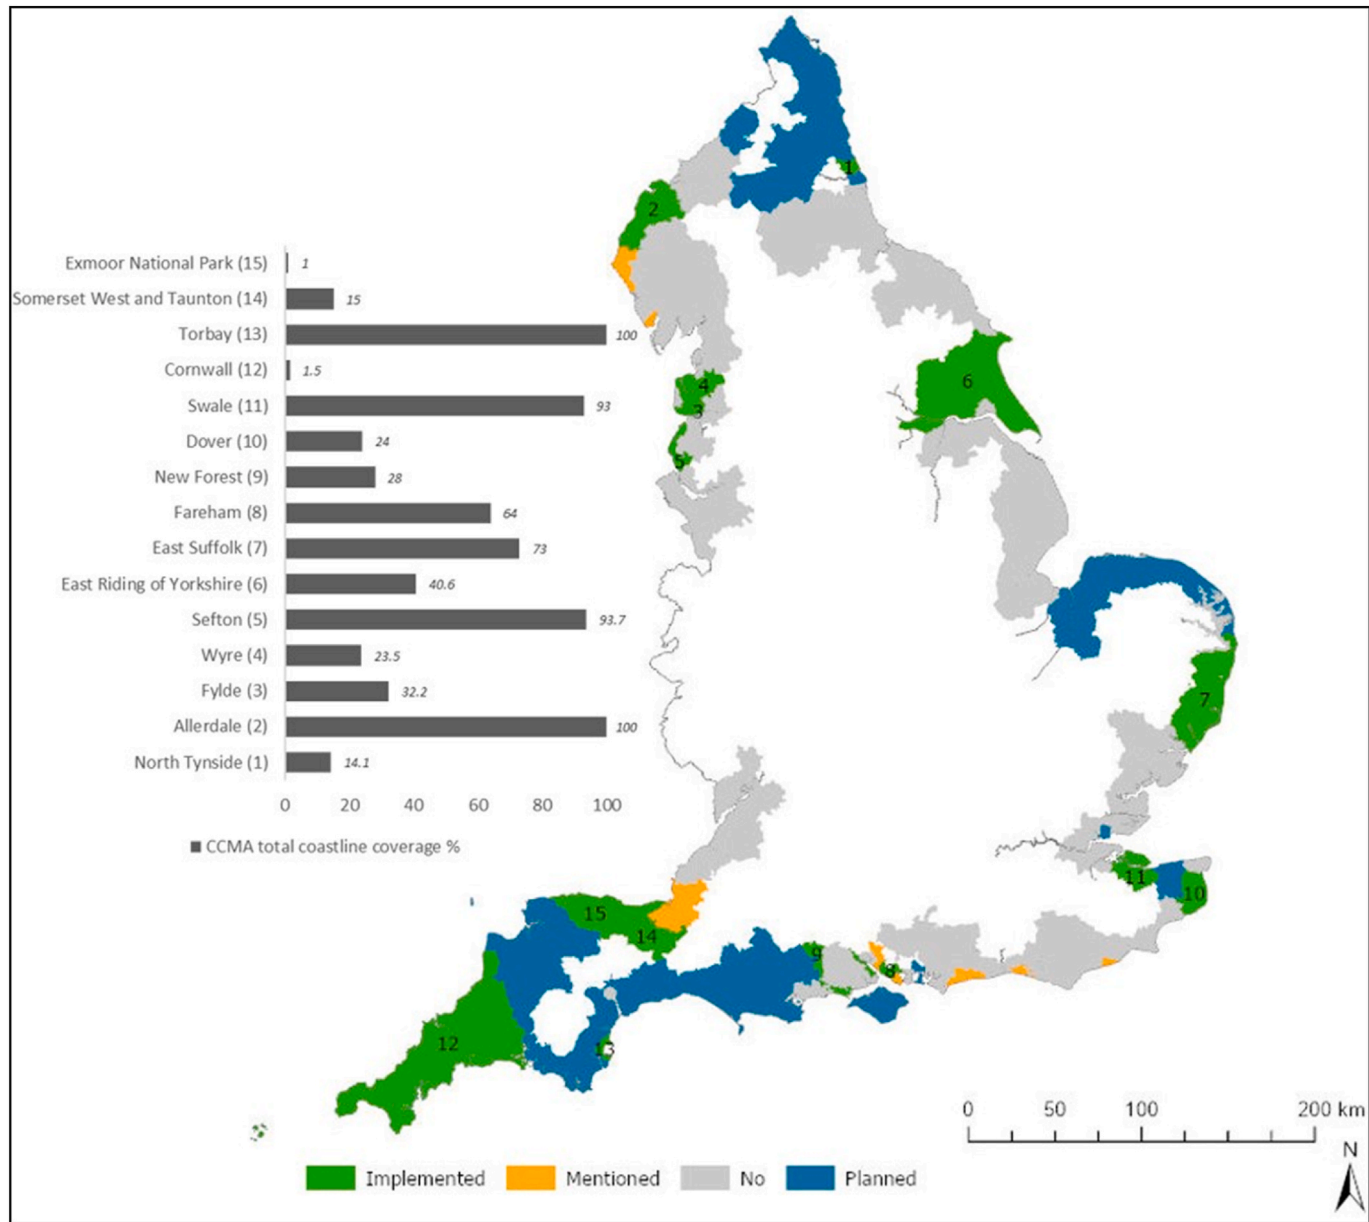 1
2
Exmoor National Park (15) 1
Somerset West and Taunton (14) 15
Torbay (13) 100
Cornwall (12) 1.5
6
4
Swale (11) 93
3
Dover (10) 24
5
New Forest (9) 28
Fareham (8) 64
East Suffolk (7) 73
East Riding of Yorkshire (6) 40.6
Sefton (5) 93.7
Wyre (4) 23.5
Fylde (3) 32.2
7
Allerdale (2) 100
North Tynside (1) 14.1
0 20 40 60 80 100
CCMA total coastline coverage %
11
10
15
14
9
8
12
13
0 50 100 200 km
N
Implemented Mentioned No Planned